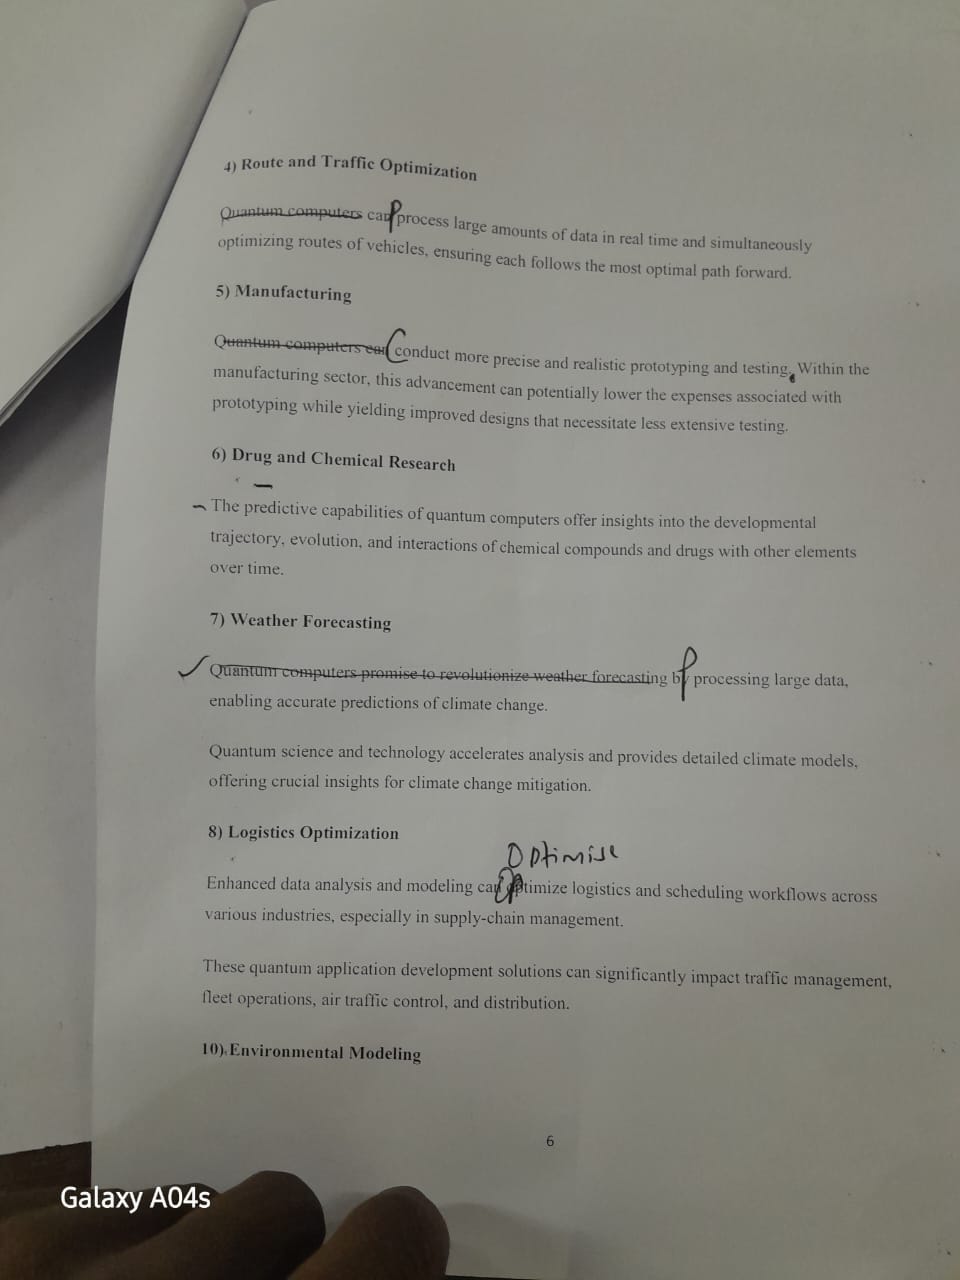 4) Route and Traffic Optimization
Quantum computers can process large amounts of data in real time and simultaneously
optimizing routes of vehicles, ensuring each follows the most optimal path forward.
5) Manufacturing
Quantum computers can conduct more precise and realistic prototyping and testing. Within the
manufacturing sector, this advancement can potentially lower the expenses associated with
prototyping while yielding improved designs that necessitate less extensive testing.
6) Drug and Chemical Research
The predictive capabilities of quantum computers offer insights into the developmental
trajectory, evolution, and interactions of chemical compounds and drugs with other elements
over time.
7) Weather Forecasting
Quantum computers promise to revolutionize weather forecasting by processing large data,
enabling accurate predictions of climate change.
Quantum science and technology accelerates analysis and provides detailed climate models,
offering crucial insights for climate change mitigation.
8) Logistics Optimization
Optimise
Enhanced data analysis and modeling can optimize logistics and scheduling workflows across
various industries, especially in supply-chain management.
These quantum application development solutions can significantly impact traffic management,
fleet operations, air traffic control, and distribution.
10) Environmental Modeling
6
Galaxy A04s